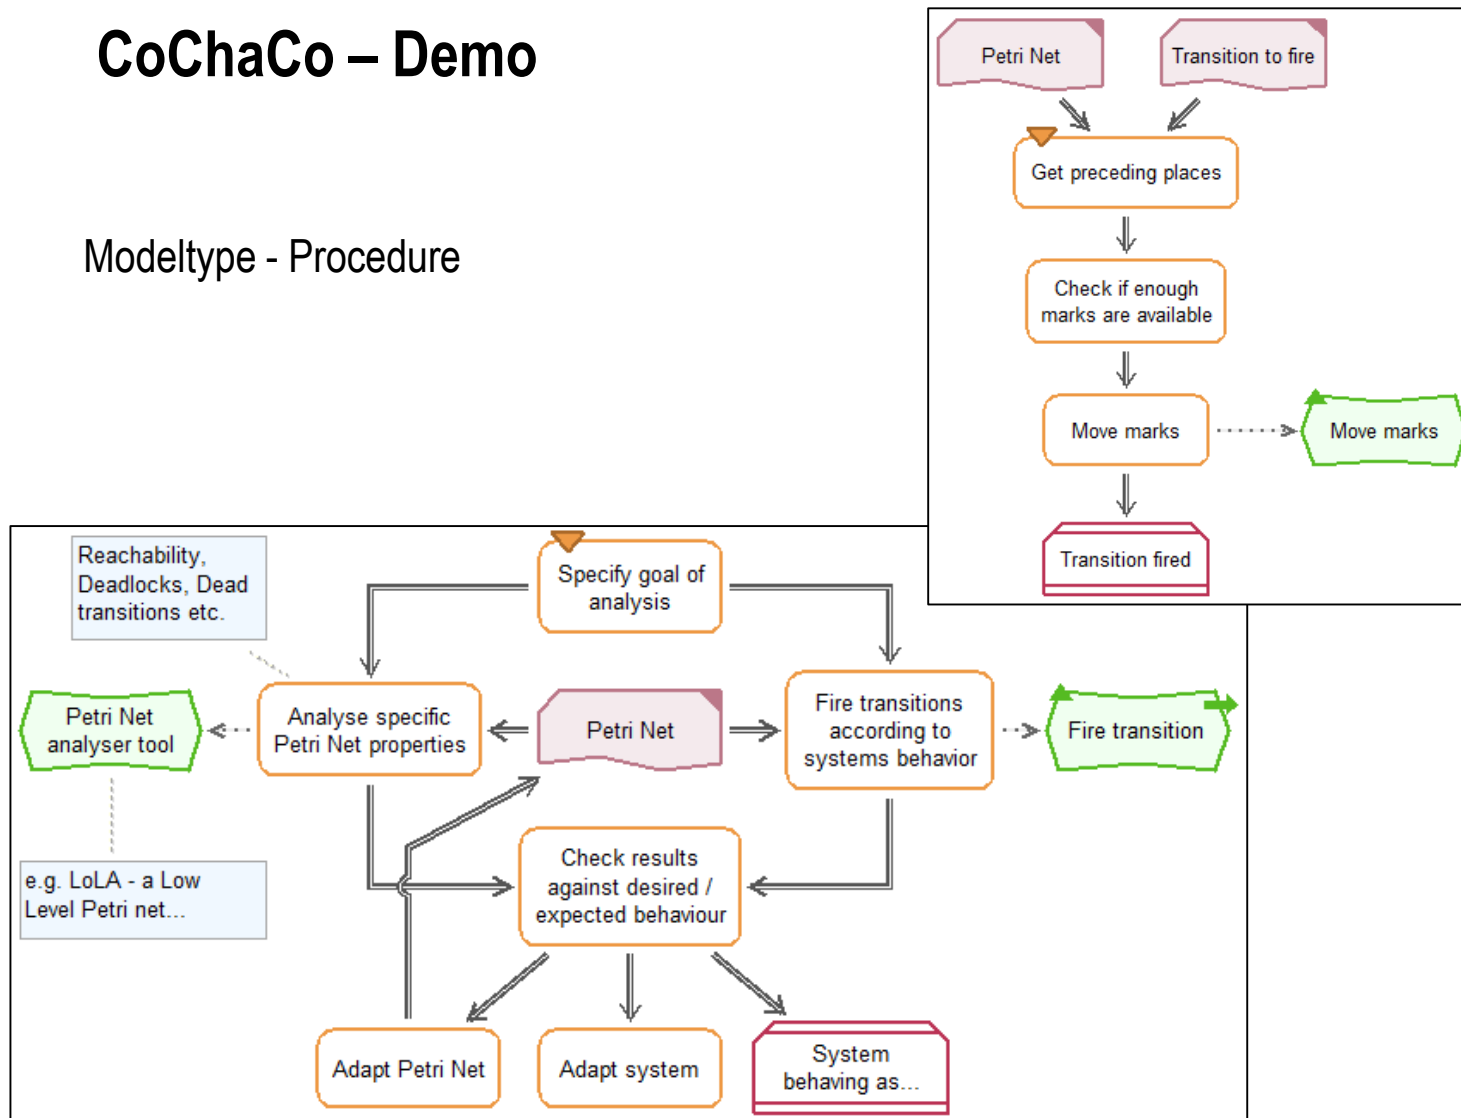 CoChaCo – Demo
Modeltype - Procedure
Petri Net
Transition to fire
Get preceding places
Check if enough
marks are available
Move marks
Move marks
Transition fired
Reachability,
Deadlocks, Dead
transitions etc.
Specify goal of
analysis
Petri Net
analyser tool
Analyse specific
Petri Net properties
Petri Net
Fire transitions
according to
systems behavior
Fire transition
e.g. LoLA - a Low
Level Petri net...
Check results
against desired /
expected behaviour
Adapt Petri Net
Adapt system
System
behaving as...